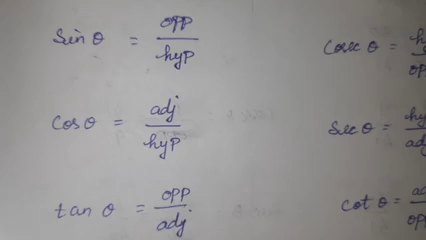 Sin θ = opp/hyp
Cosec θ =
Cos θ = adj/hyp
Sec θ =
tan θ = opp/adj
Cot θ =